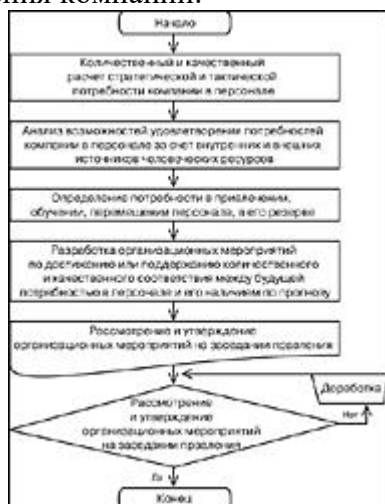 ния компании.
Начало
Количественный и качественный
расчет стратегической и тактической
потребности компании в персонале
Анализ возможностей удовлетворения потребностей
компании в персонале за счет внутренних и внешних
источников человеческих ресурсов
Определение потребности в привлечении,
обучении, перемещении персонала, в его резерве
Разработка организационных мероприятий
по достижению или поддержанию количественного
и качественного соответствия между будущей
потребностью в персонале и его наличием по прогнозу
Рассмотрение и утверждение
организационных мероприятий на заседании правления
Доработка
Рассмотрение
и утверждение
организационных мероприятий
на заседании правления
Нет
Да
Конец